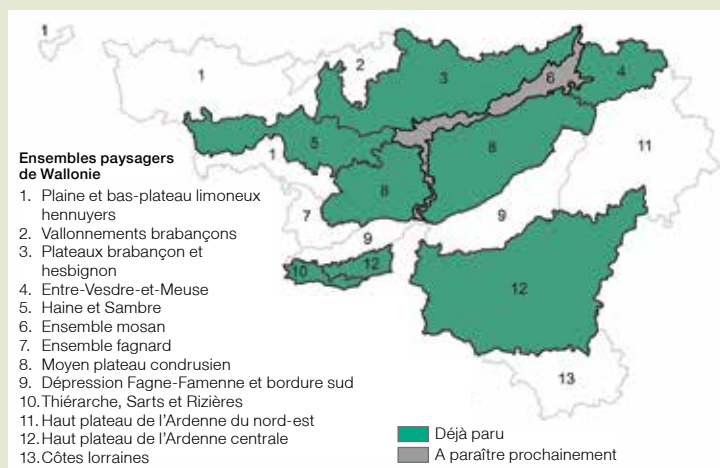 1
1
2
3
6
4
5
1
8
8
11
7
9
9
10
12
12
13
Ensembles paysagers
de Wallonie
1. Plaine et bas-plateau limoneux
hennuyers
2. Vallonnements brabançons
3. Plateaux brabançon et
hesbignon
4. Entre-Vesdre-et-Meuse
5. Haine et Sambre
6. Ensemble mosan
7. Ensemble fagnard
8. Moyen plateau condrusien
9. Dépression Fagne-Famenne et bordure sud
10. Thiérarche, Sarts et Rizières
11. Haut plateau de l'Ardenne du nord-est
12. Haut plateau de l'Ardenne centrale
13. Côtes lorraines
Déjà paru
A paraître prochainement